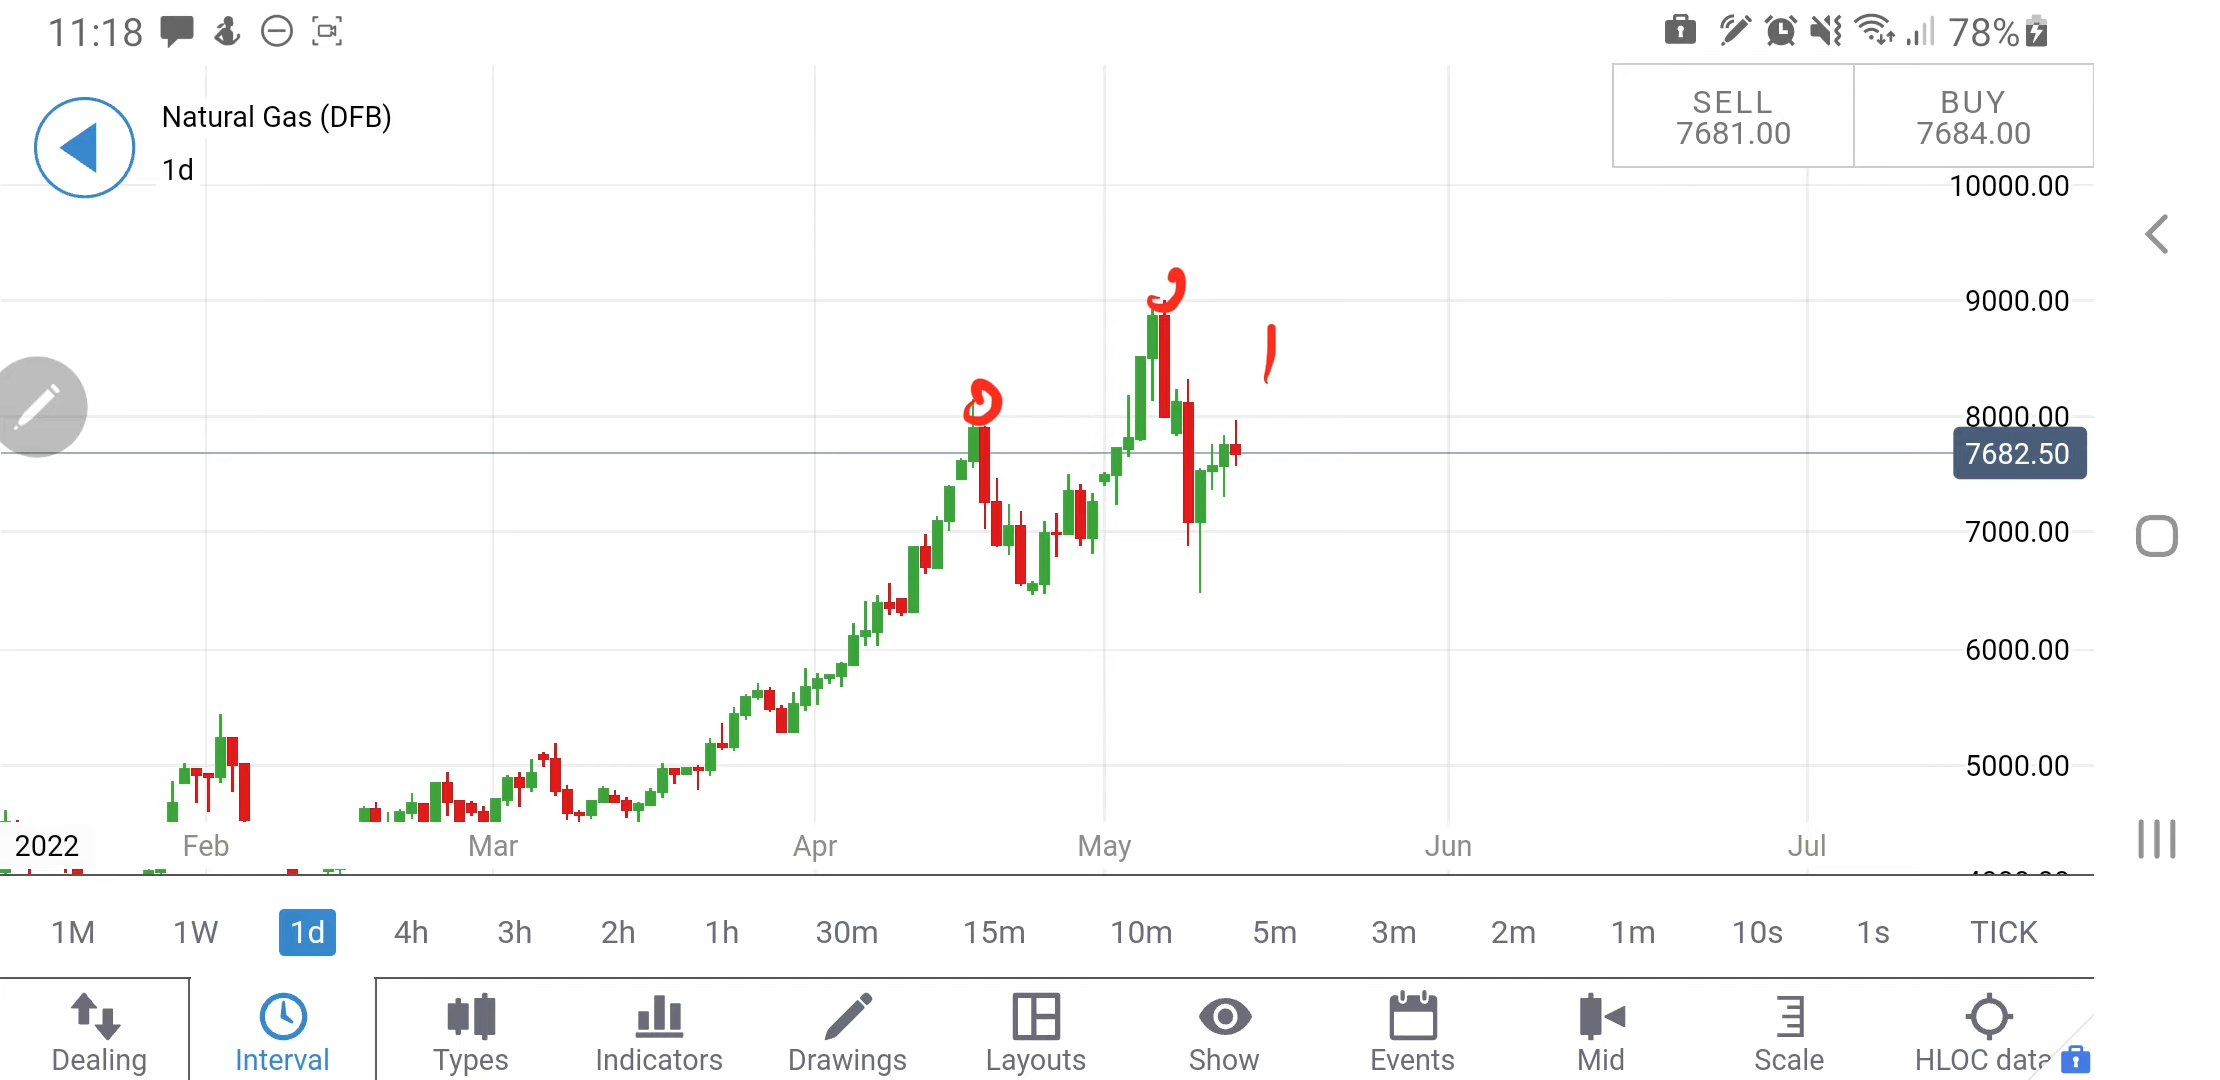 11:18 78%
Natural Gas (DFB)
1d
SELL BUY
7681.00 7684.00
10000.00
9000.00
8000.00
7682.50
7000.00
6000.00
5000.00
2022 Feb Mar Apr May Jun Jul
1M 1W 1d 4h 3h 2h 1h 30m 15m 10m 5m 3m 2m 1m 10s 1s TICK
Dealing Interval Types Indicators Drawings Layouts Show Events Mid Scale HLOC data